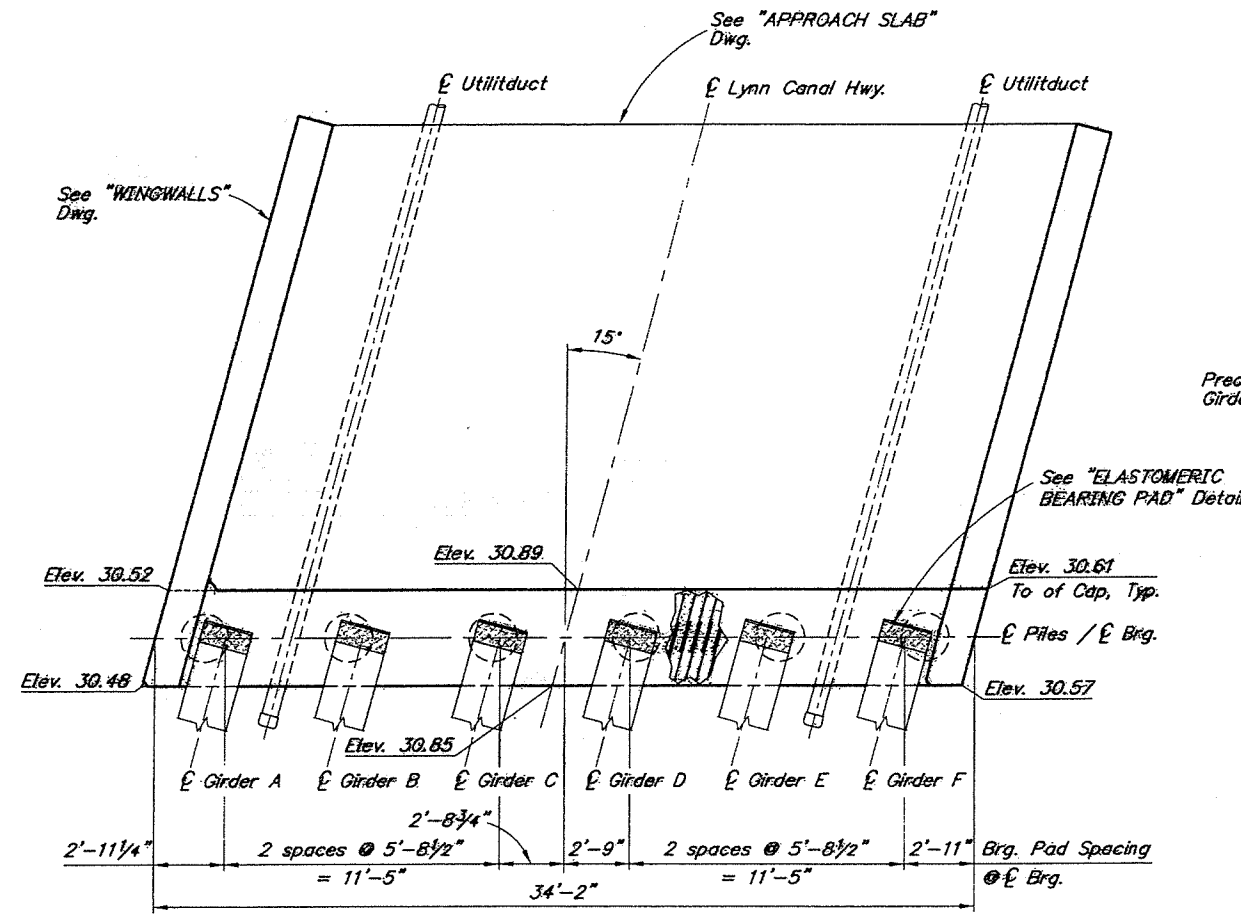 See "APPROACH SLAB"
Dwg.
℄ Utilitduct
℄ Lynn Canal Hwy.
℄ Utilitduct
See "WINGWALLS"
Dwg.
15°
Prec
Girde
See "ELASTOMERIC
BEARING PAD" Detai
Elev. 30.52
Elev. 30.89
Elev. 30.61
To of Cap, Typ.
℄ Piles / ℄ Brg.
Elev. 30.48
Elev. 30.57
Elev. 30.85
℄ Girder A
℄ Girder B
℄ Girder C
℄ Girder D
℄ Girder E
℄ Girder F
2'-8¾"
2'-11¼"
2 spaces @ 5'-8½"
= 11'-5"
2'-9"
2 spaces @ 5'-8½"
= 11'-5"
2'-11"
Brg. Pad Spacing
@ ℄ Brg.
34'-2"